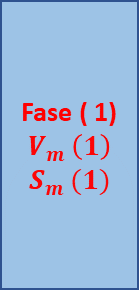 Fase ( 1)
Vₘ (1)
Sₘ (1)